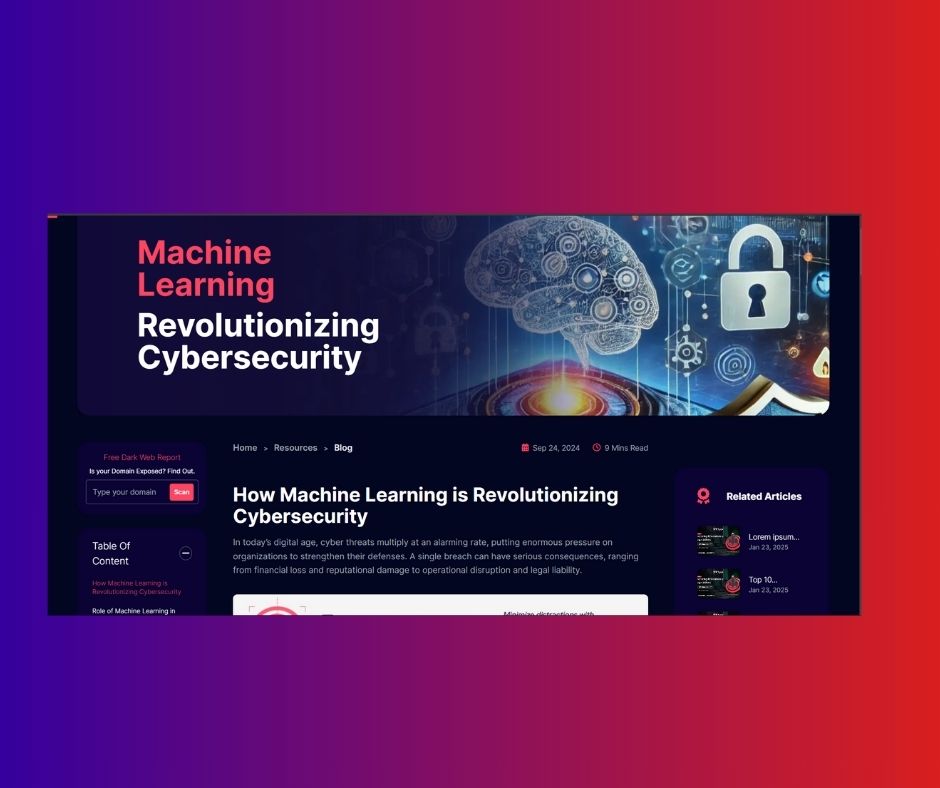 Machine
Learning
Revolutionizing
Cybersecurity
Home > Resources > Blog
Sep 24, 2024
9 Mins Read
Free Dark Web Report
Is your Domain Exposed? Find Out.
Type your domain
Scan
Table Of
Content
How Machine Learning is
Revolutionizing Cybersecurity
Role of Machine Learning in
How Machine Learning is Revolutionizing
Cybersecurity
In today's digital age, cyber threats multiply at an alarming rate, putting enormous pressure on
organizations to strengthen their defenses. A single breach can have serious consequences, ranging
from financial loss and reputational damage to operational disruption and legal liability.
Minimize distractions with
Related Articles
Lorem ipsum...
Jan 23, 2025
Top 10...
Jan 23, 2025